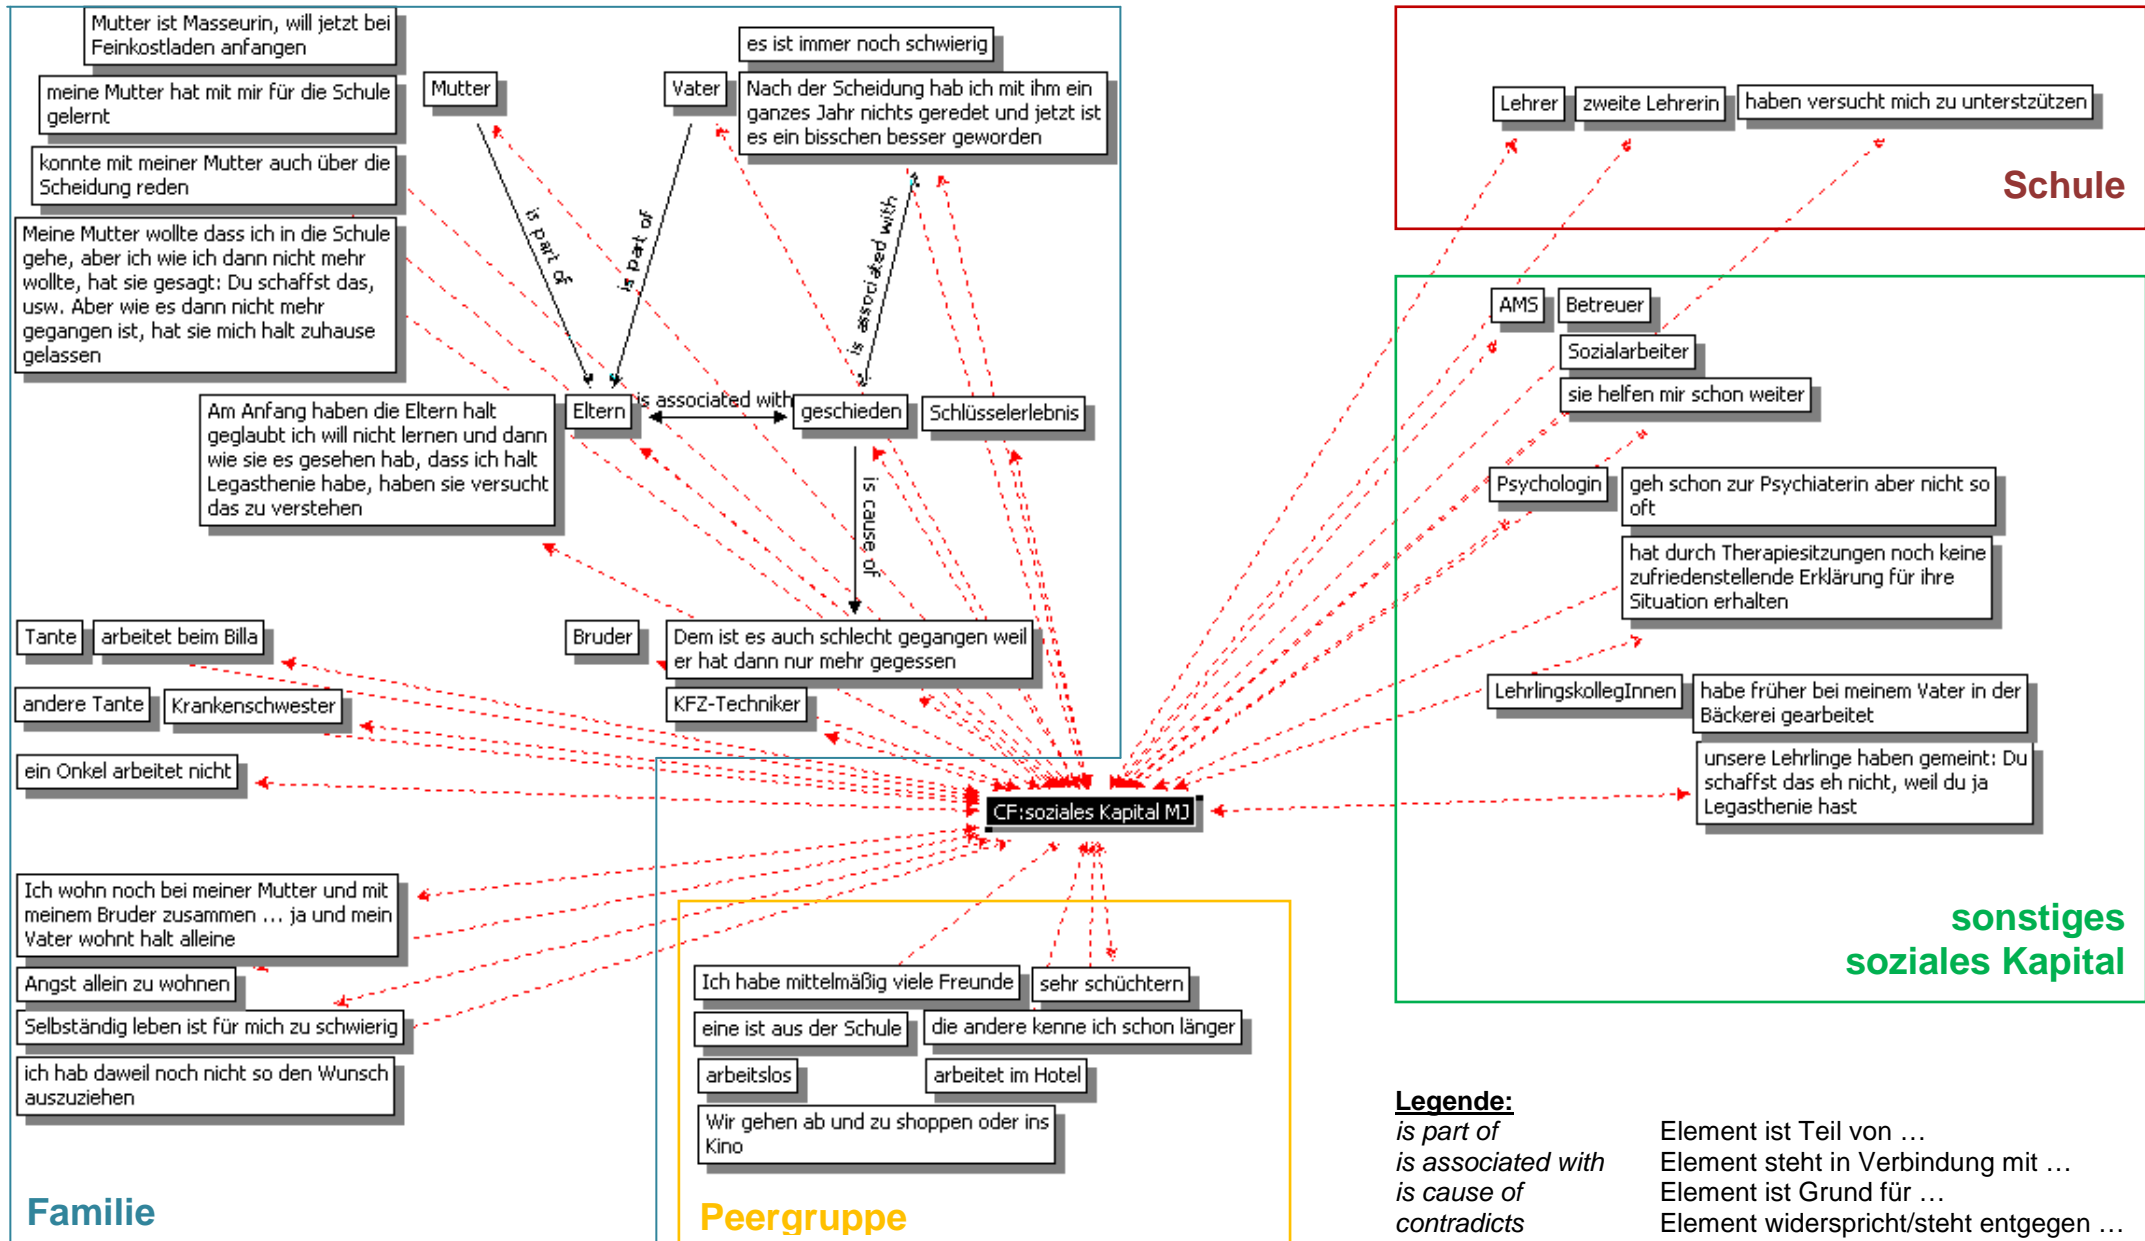 Mutter ist Masseurin, will jetzt bei
Feinkostladen anfangen
meine Mutter hat mit mir für die Schule
gelernt
konnte mit meiner Mutter auch über die
Scheidung reden
Meine Mutter wollte dass ich in die Schule
gehe, aber ich wie ich dann nicht mehr
wollte, hat sie gesagt: Du schaffst das,
usw. Aber wie es dann nicht mehr
gegangen ist, hat sie mich halt zuhause
gelassen
Mutter
Vater
es ist immer noch schwierig
Nach der Scheidung hab ich mit ihm ein
ganzes Jahr nichts geredet und jetzt ist
es ein bisschen besser geworden
is part of
is part of
is associated with
Am Anfang haben die Eltern halt
geglaubt ich will nicht lernen und dann
wie sie es gesehen hab, dass ich halt
Legasthenie habe, haben sie versucht
das zu verstehen
Eltern
is associated with
geschieden
Schlüsselerlebnis
is cause of
Tante
arbeitet beim Billa
Bruder
Dem ist es auch schlecht gegangen weil
er hat dann nur mehr gegessen
andere Tante
Krankenschwester
KFZ-Techniker
ein Onkel arbeitet nicht
CF:soziales Kapital MJ
Ich wohn noch bei meiner Mutter und mit
meinem Bruder zusammen ... ja und mein
Vater wohnt halt alleine
Angst allein zu wohnen
Selbständig leben ist für mich zu schwierig
ich hab daweil noch nicht so den Wunsch
auszuziehen
Familie
Ich habe mittelmäßig viele Freunde
sehr schüchtern
eine ist aus der Schule
die andere kenne ich schon länger
arbeitslos
arbeitet im Hotel
Wir gehen ab und zu shoppen oder ins
Kino
Peergruppe
Lehrer
zweite Lehrerin
haben versucht mich zu unterstzützen
Schule
AMS
Betreuer
Sozialarbeiter
sie helfen mir schon weiter
Psychologin
geh schon zur Psychiaterin aber nicht so
oft
hat durch Therapiesitzungen noch keine
zufriedenstellende Erklärung für ihre
Situation erhalten
LehrlingskollegInnen
habe früher bei meinem Vater in der
Bäckerei gearbeitet
unsere Lehrlinge haben gemeint: Du
schaffst das eh nicht, weil du ja
Legasthenie hast
sonstiges
soziales Kapital
Legende:
is part of Element ist Teil von …
is associated with Element steht in Verbindung mit …
is cause of Element ist Grund für …
contradicts Element widerspricht/steht entgegen …